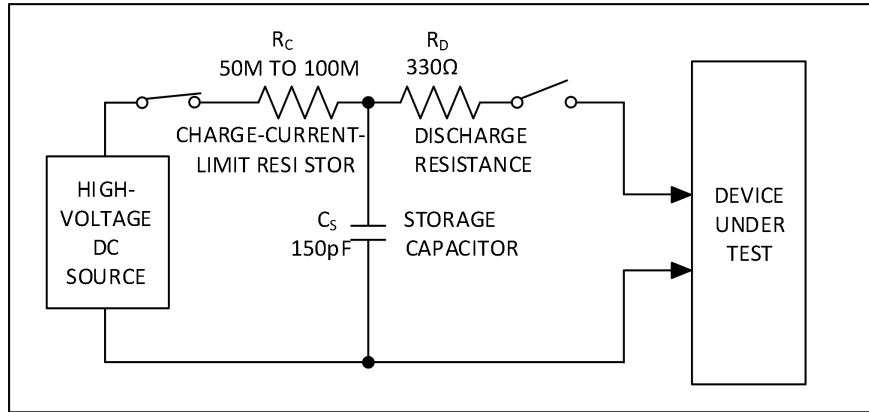 R_C
50M TO 100M
CHARGE-CURRENT-
LIMIT RESI STOR
R_D
330Ω
DISCHARGE
RESISTANCE
HIGH-
VOLTAGE
DC
SOURCE
C_S
150pF
STORAGE
CAPACITOR
DEVICE
UNDER
TEST